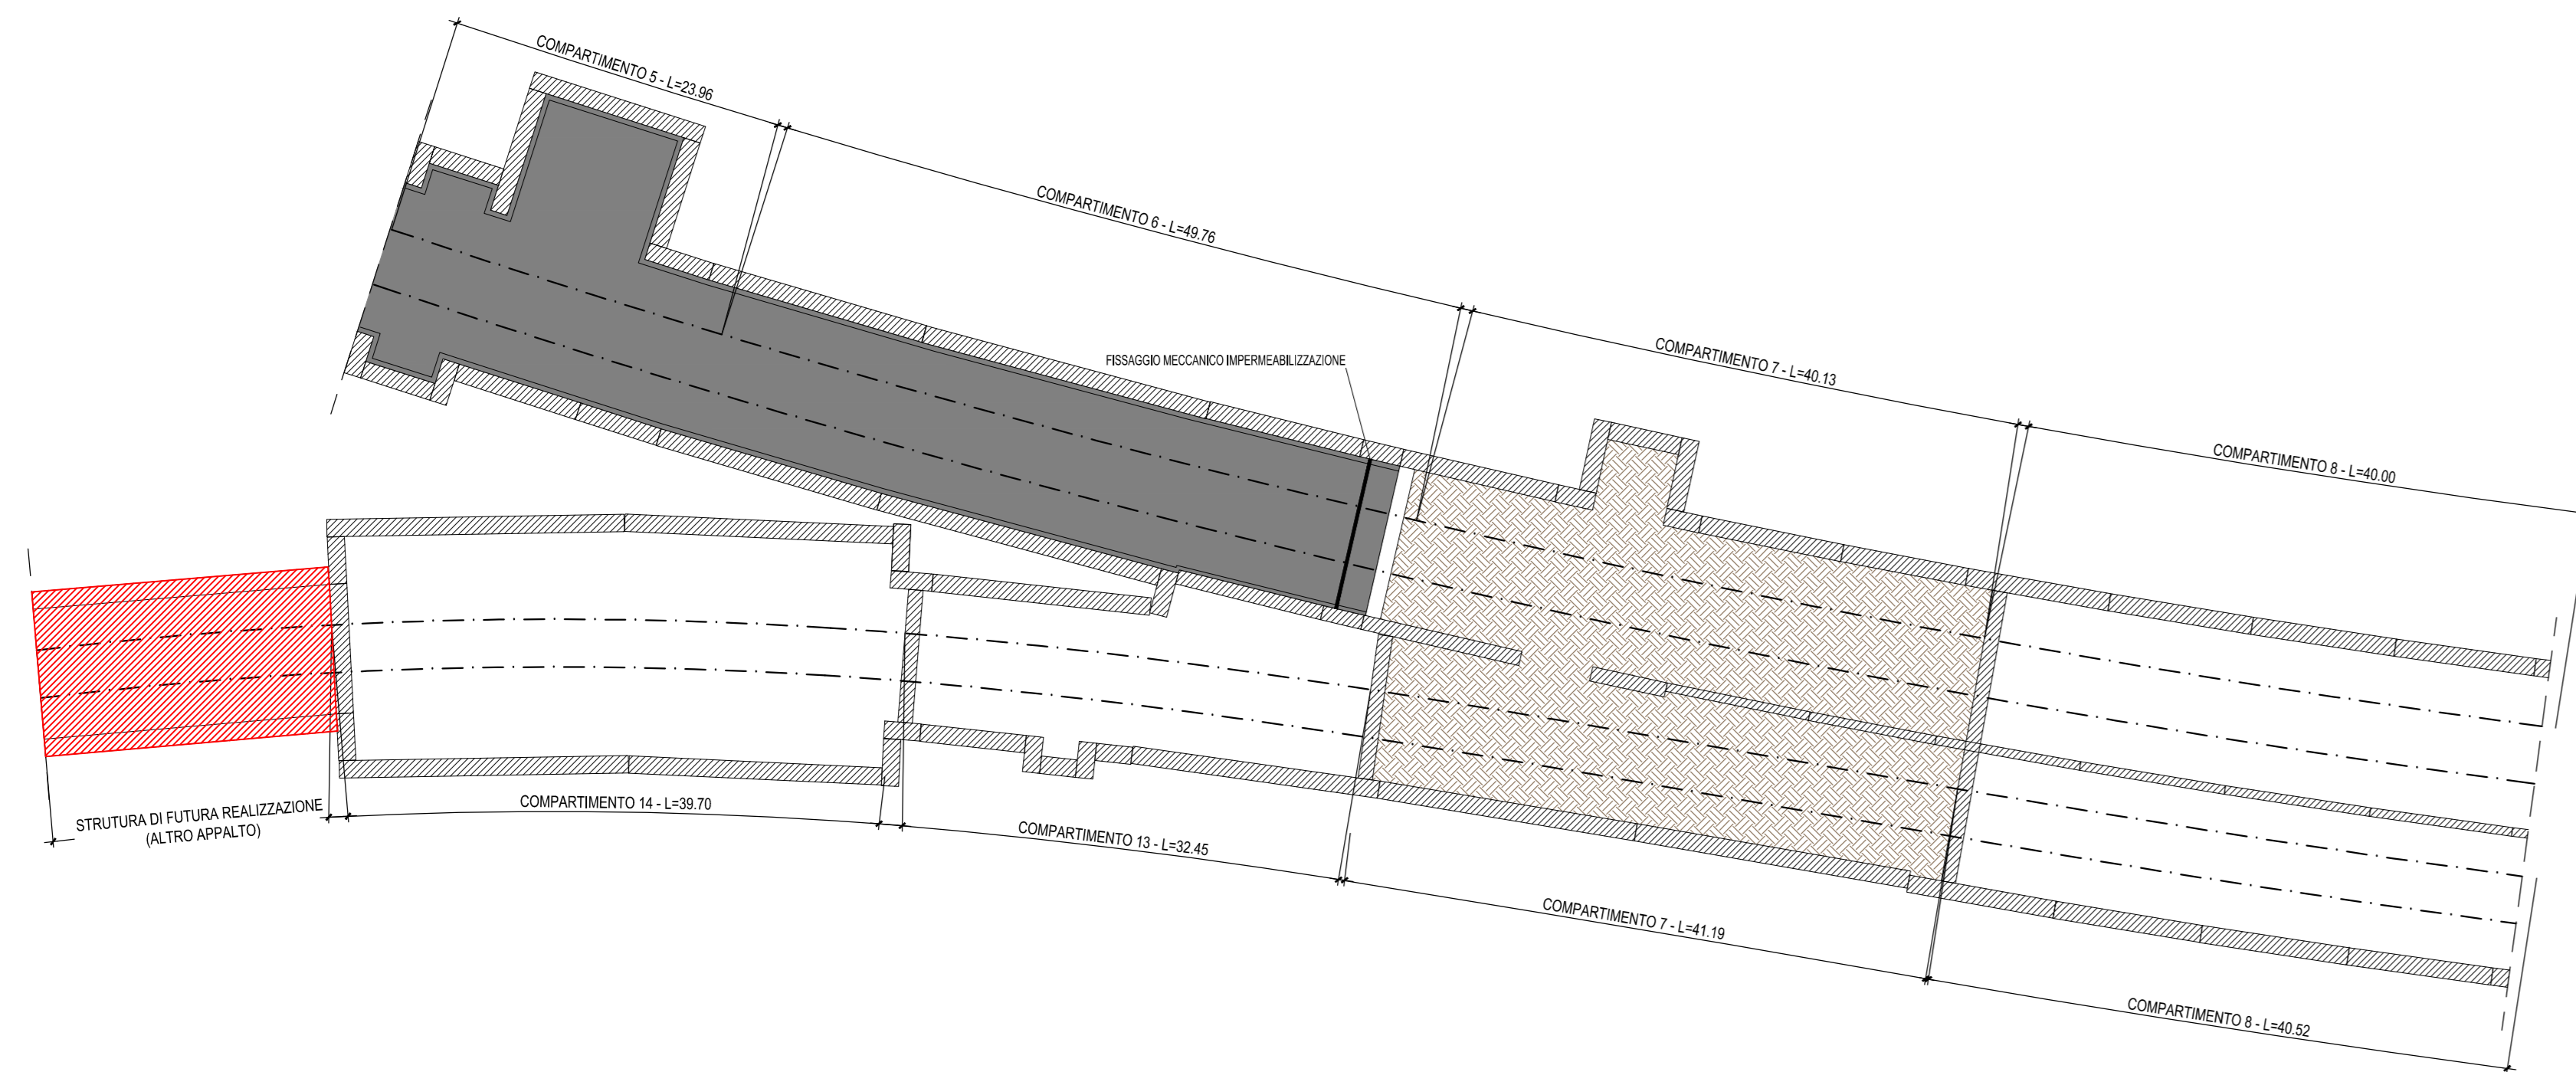 COMPARTIMENTO 5 - L=23.96
COMPARTIMENTO 6 - L=49.76
FISSAGGIO MECCANICO IMPERMEABILIZZAZIONE
COMPARTIMENTO 7 - L=40.13
COMPARTIMENTO 8 - L=40.00
STRUTURA DI FUTURA REALIZZAZIONE
(ALTRO APPALTO)
COMPARTIMENTO 14 - L=39.70
COMPARTIMENTO 13 - L=32.45
COMPARTIMENTO 7 - L=41.19
COMPARTIMENTO 8 - L=40.52